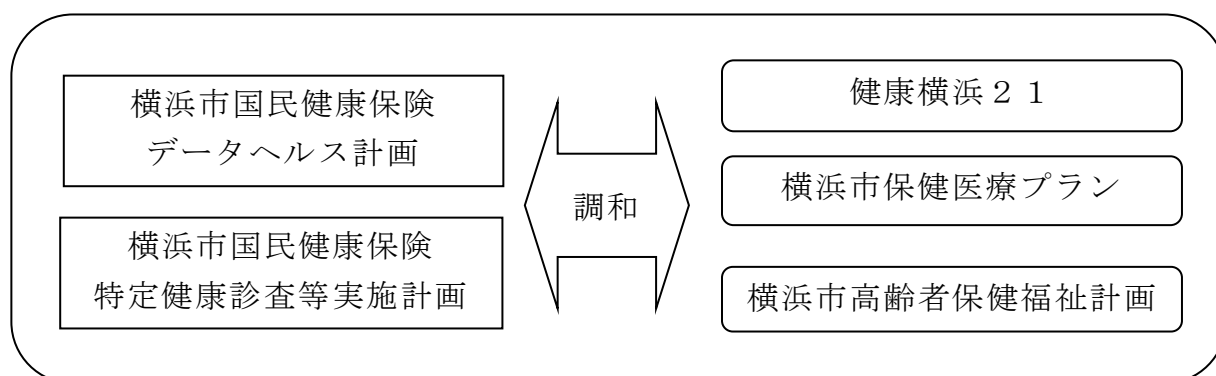 横浜市国民健康保険
データヘルス計画
横浜市国民健康保険
特定健康診査等実施計画
調和
健康横浜２１
横浜市保健医療プラン
横浜市高齢者保健福祉計画